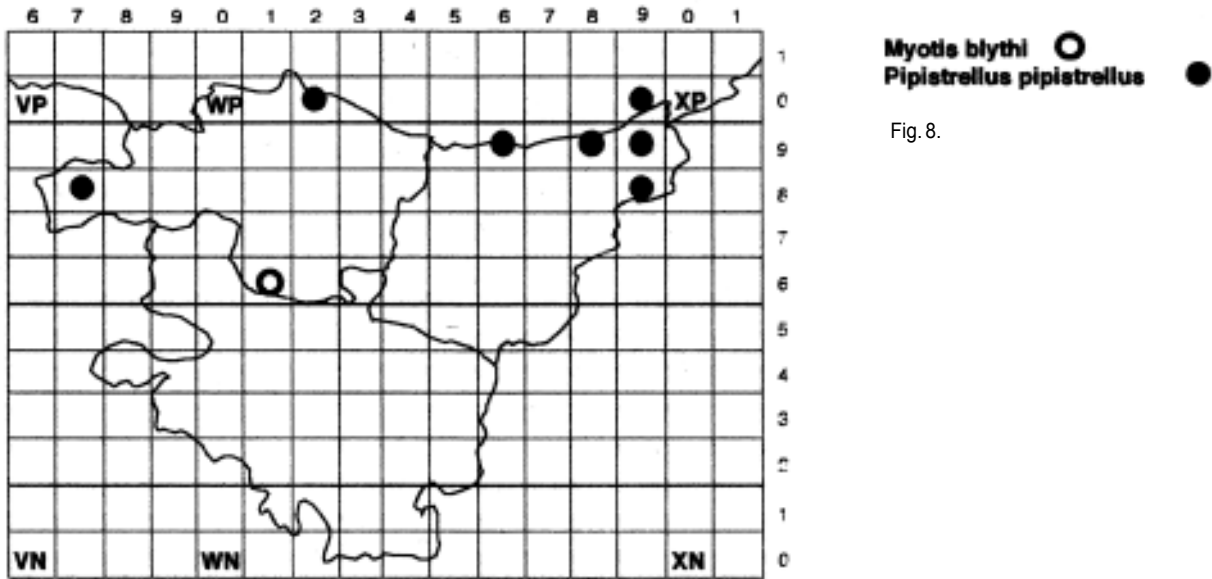 6 7 8 9 0 1 2 3 4 5 6 7 8 9 0 1
1
VP WP XP 0
9
8
7
6
5
4
3
2
1
VN WN XN 0
Myotis blythi
Pipistrellus pipistrellus
Fig. 8.